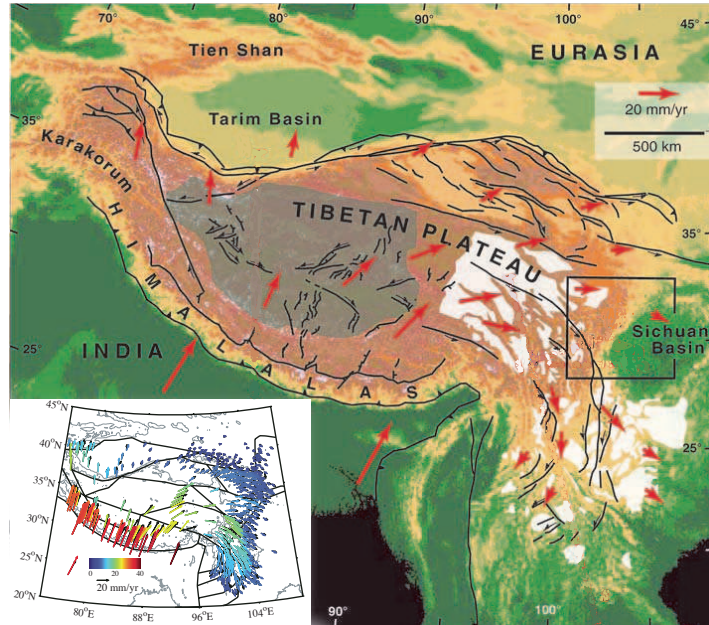 70° 80° 90° 100° 45°
Tien Shan
EURASIA
20 mm/yr
500 km
35°
Tarim Basin
Karakorum
TIBETAN PLATEAU
35°
HIMALALAS
Sichuan
Basin
INDIA
25°
25°
45°N
40°N
35°N
30°N
25°N
20°N
0 20 40
20 mm/yr
80°E 88°E 96°E 104°E
90° 100°